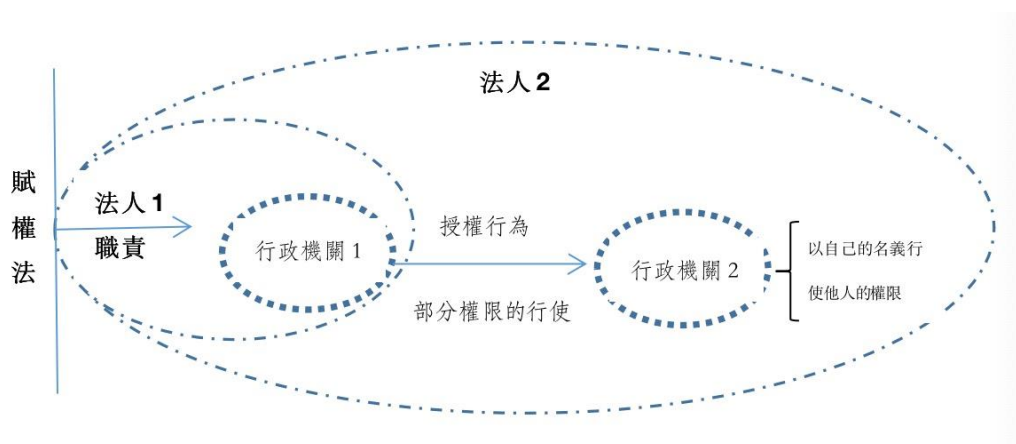 法人2
賦
權
法
法人1
職責
行政機關1
授權行為
部分權限的行使
行政機關2
以自己的名義行
使他人的權限